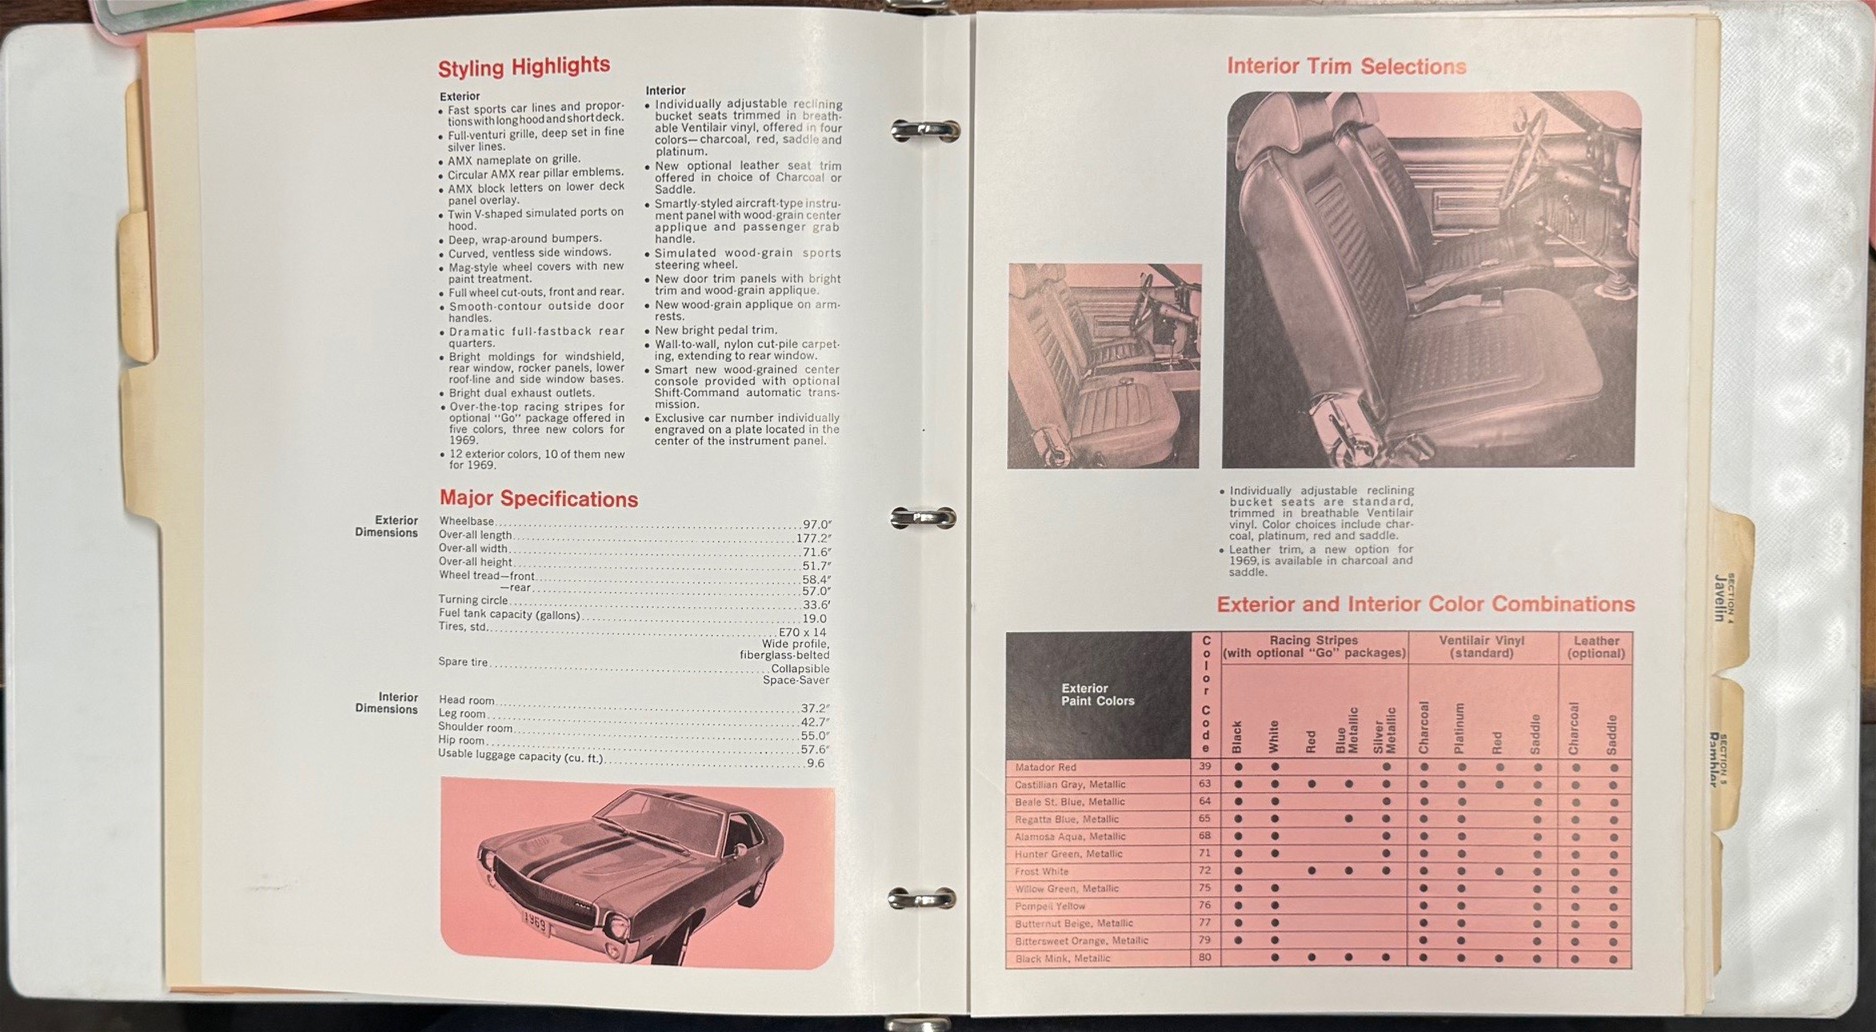 Styling Highlights
Exterior
• Fast sports car lines and propor-
tions with long hood and short deck.
• Full-venturi grille, deep set in fine
silver lines.
• AMX nameplate on grille.
• Circular AMX rear pillar emblems.
• AMX block letters on lower deck
panel overlay.
• Twin V-shaped simulated ports on
hood.
• Deep, wrap-around bumpers.
• Curved, ventless side windows.
• Mag-style wheel covers with new
paint treatment.
• Full wheel cut-outs, front and rear.
• Smooth-contour outside door
handles.
• Dramatic full-fastback rear
quarters.
• Bright moldings for windshield,
rear window, rocker panels, lower
roof-line and side window bases.
• Bright dual exhaust outlets.
• Over-the-top racing stripes for
optional "Go" package offered in
five colors, three new colors for
1969.
• 12 exterior colors, 10 of them new
for 1969.
Interior
• Individually adjustable reclining
bucket seats trimmed in breath-
able Ventilair vinyl, offered in four
colors—charcoal, red, saddle and
platinum.
• New optional leather seat trim
offered in choice of Charcoal or
Saddle.
• Smartly-styled aircraft-type instru-
ment panel with wood-grain center
applique and passenger grab
handle.
• Simulated wood-grain sports
steering wheel.
• New door trim panels with bright
trim and wood-grain applique.
• New wood-grain applique on arm-
rests.
• New bright pedal trim.
• Wall-to-wall, nylon cut-pile carpet-
ing, extending to rear window.
• Smart new wood-grained center
console provided with optional
Shift-Command automatic trans-
mission.
• Exclusive car number individually
engraved on a plate located in the
center of the instrument panel.
Major Specifications
Exterior
Dimensions
Wheelbase 97.0"
Over-all length 177.2"
Over-all width 71.6"
Over-all height 51.7"
Wheel tread—front 58.4"
—rear 57.0"
Turning circle 33.6'
Fuel tank capacity (gallons) 19.0
Tires, std. E70 x 14
Wide profile,
fiberglass-belted
Spare tire Collapsible
Space-Saver
Interior
Dimensions
Head room 37.2"
Leg room 42.7"
Shoulder room 55.0"
Hip room 57.6"
Usable luggage capacity (cu. ft.) 9.6
1969
Interior Trim Selections
• Individually adjustable reclining
bucket seats are standard,
trimmed in breathable Ventilair
vinyl. Color choices include char-
coal, platinum, red and saddle.
• Leather trim, a new option for
1969, is available in charcoal and
saddle.
Exterior and Interior Color Combinations
Exterior
Paint Colors
Color Code
Racing Stripes
(with optional "Go" packages)
Ventilair Vinyl
(standard)
Leather
(optional)
Black White Red Blue Metallic Silver Metallic Charcoal Platinum Red Saddle Charcoal Saddle
Matador Red 39 • • • • • • • • •
Castillian Gray, Metallic 63 • • • • • • • • • • •
Beale St. Blue, Metallic 64 • • • • • • • •
Regatta Blue, Metallic 65 • • • • • • • • •
Alamosa Aqua, Metallic 68 • • • • • • • •
Hunter Green, Metallic 71 • • • • • • • •
Frost White 72 • • • • • • • • • •
Willow Green, Metallic 75 • • • • • • •
Pompeii Yellow 76 • • • • • • •
Butternut Beige, Metallic 77 • • • • • • •
Bittersweet Orange, Metallic 79 • • • • • • •
Black Mink, Metallic 80 • • • • • • • • • •
SECTION 4
Javelin
SECTION 5
Rambler